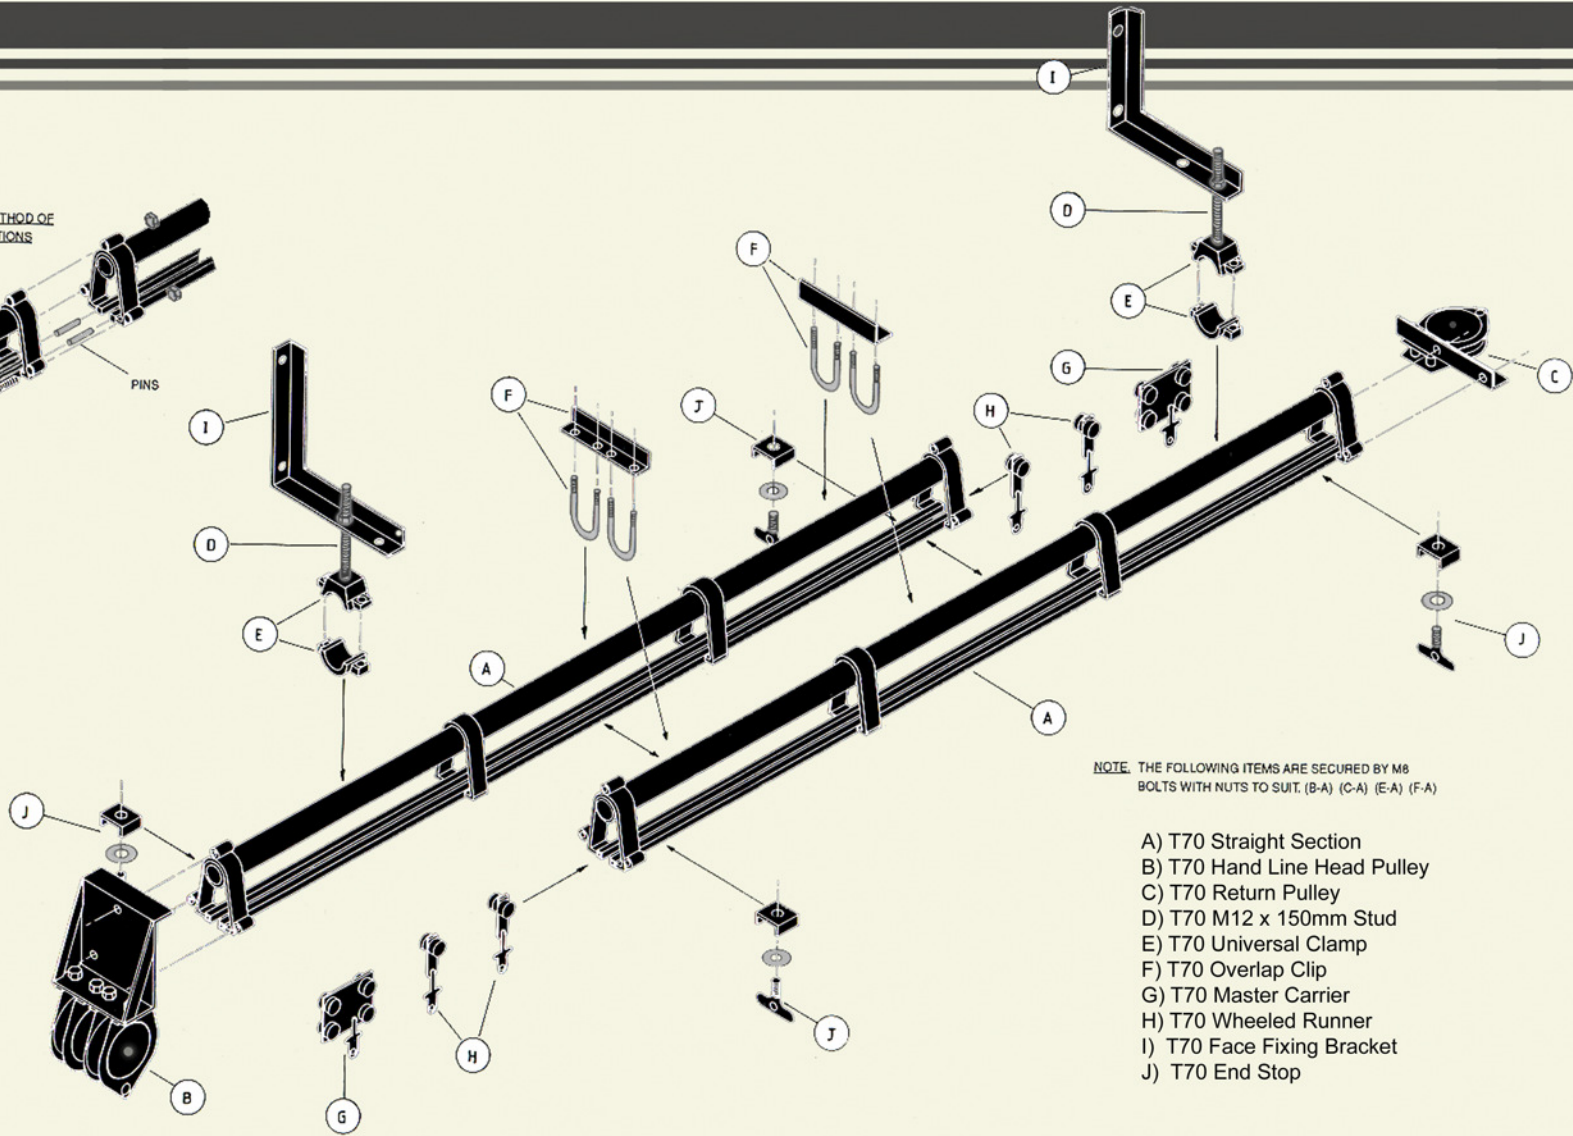 THOD OF
TIONS
PINS
I
D
E
F
F
J
G
H
I
D
E
C
A
A
J
J
B
G
H
J
NOTE. THE FOLLOWING ITEMS ARE SECURED BY M8
BOLTS WITH NUTS TO SUIT. (B-A) (C-A) (E-A) (F-A)
A) T70 Straight Section
B) T70 Hand Line Head Pulley
C) T70 Return Pulley
D) T70 M12 x 150mm Stud
E) T70 Universal Clamp
F) T70 Overlap Clip
G) T70 Master Carrier
H) T70 Wheeled Runner
I) T70 Face Fixing Bracket
J) T70 End Stop